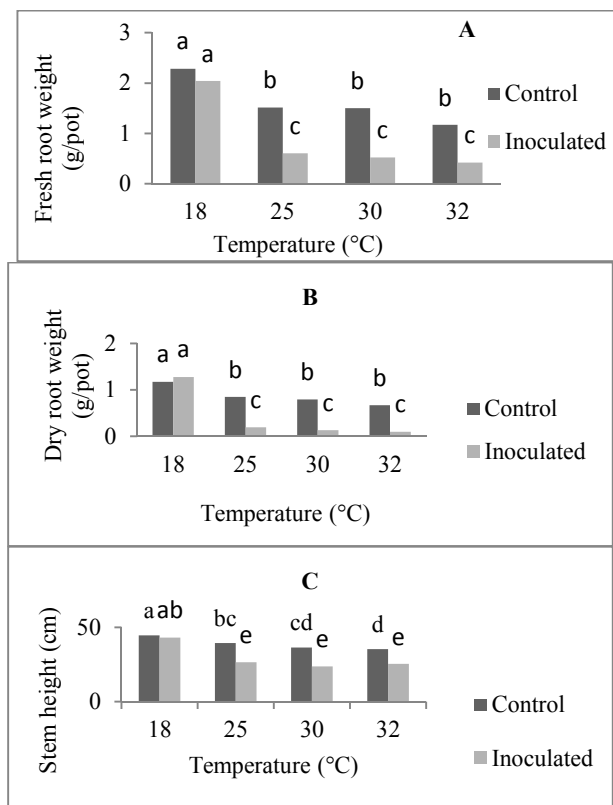 A
Fresh root weight
(g/pot)
3
2
1
0
a a
b
c
b
c
b
c
18 25 30 32
Temperature (°C)
Control
Inoculated
B
Dry root weight
(g/pot)
2
1
0
a a
b
c
b
c
b
c
18 25 30 32
Temperature (°C)
Control
Inoculated
C
Stem height (cm)
50
0
a ab
bc
e
cd
e
d
e
18 25 30 32
Temperature (°C)
Control
Inoculated